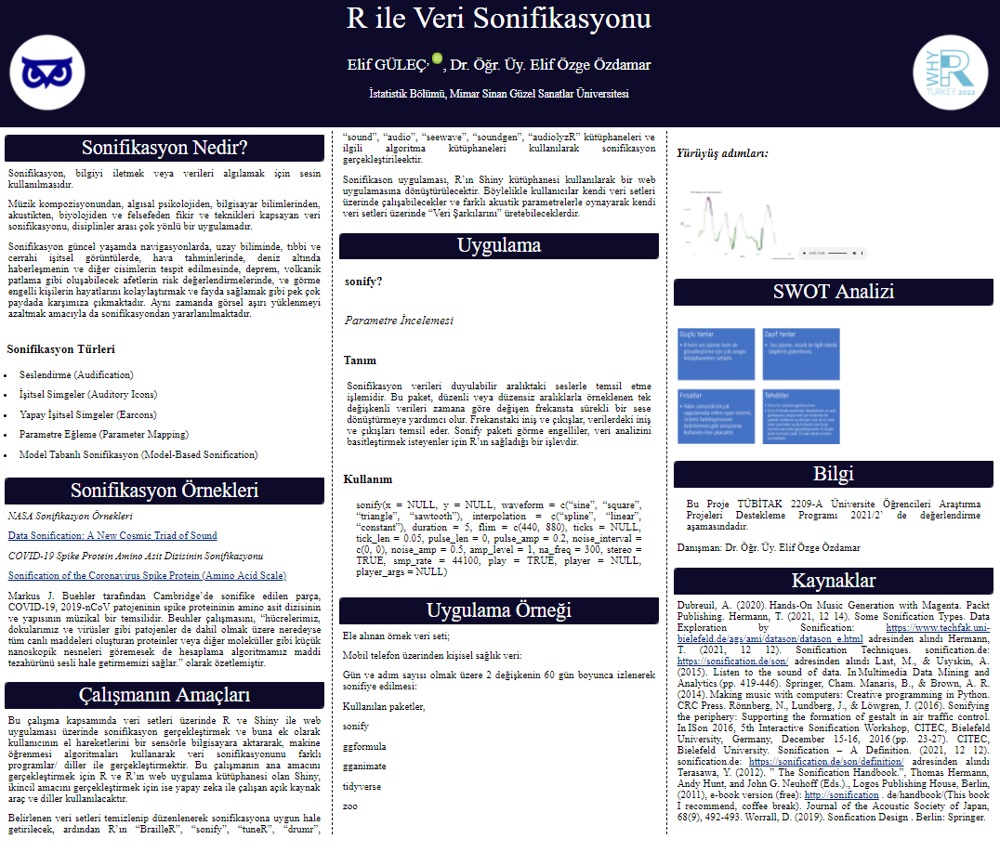 R ile Veri Sonifikasyonu
Elif GÜLEÇ, , Dr. Öğr. Üy. Elif Özge Özdamar
İstatistik Bölümü, Mimar Sinan Güzel Sanatlar Üniversitesi
WHY R
TURKEY 2022
Sonifikasyon Nedir?
Sonifikasyon, bilgiyi iletmek veya verileri algılamak için sesin
kullanılmasıdır.
Müzik kompozisyonundan, algısal psikolojiden, bilgisayar bilimlerinden,
akustikten, biyolojiden ve felsefeden fikir ve teknikleri kapsayan veri
sonifikasyonu, disiplinler arası çok yönlü bir uygulamadır.
Sonifikasyon güncel yaşamda navigasyonlarda, uzay biliminde, tıbbi ve
cerrahi işitsel görüntülerde, hava tahminlerinde, deniz altında
haberleşmenin ve diğer cisimlerin tespit edilmesinde, deprem, volkanik
patlama gibi oluşabilecek afetlerin risk değerlendirmelerinde, ve görme
engelli kişilerin hayatlarını kolaylaştırmak ve fayda sağlamak gibi pek çok
paydada karşımıza çıkmaktadır. Aynı zamanda görsel aşırı yüklenmeyi
azaltmak amacıyla da sonifikasyondan yararlanılmaktadır.
Sonifikasyon Türleri
• Seslendirme (Audification)
• İşitsel Simgeler (Auditory Icons)
• Yapay İşitsel Simgeler (Earcons)
• Parametre Eğleme (Parameter Mapping)
• Model Tabanlı Sonifikasyon (Model-Based Sonification)
Sonifikasyon Örnekleri
NASA Sonifikasyon Örnekleri
Data Sonification: A New Cosmic Triad of Sound
COVID-19 Spike Protein Amino Asit Dizisinin Sonifikasyonu
Sonification of the Coronavirus Spike Protein (Amino Acid Scale)
Markus J. Buehler tarafından Cambridge’de sonifike edilen parça,
COVID-19, 2019-nCoV patojeninin spike proteininin amino asit dizisinin
ve yapısının müzikal bir temsilidir. Beuhler çalışmasını, “hücrelerimiz,
dokularımız ve virüsler gibi patojenler de dahil olmak üzere neredeyse
tüm canlı maddeleri oluşturan proteinler veya diğer moleküller gibi küçük
nanoskopik nesneleri göremesek de hesaplama algoritmamız maddi
tezahürünü sesli hale getirmemizi sağlar.” olarak özetlemiştir.
Çalışmanın Amaçları
Bu çalışma kapsamında veri setleri üzerinde R ve Shiny ile web
uygulaması üzerinde sonifikasyon gerçekleştirmek ve buna ek olarak
kullanıcının el hareketlerini bir sensörle bilgisayara aktararak, makine
öğrenmesi algoritmaları kullanarak veri sonifikasyonunu farklı
programlar/ diller ile gerçekleştirmektir. Bu çalışmanın ana amacını
gerçekleştirmek için R ve R’ın web uygulama kütüphanesi olan Shiny,
ikincil amacını gerçekleştirmek için ise yapay zeka ile çalışan açık kaynak
araç ve diller kullanılacaktır.
Belirlenen veri setleri temizlenip düzenlenerek sonifikasyona uygun hale
getirilecek, ardından R’ın “BrailleR”, “sonify”, “tuneR”, “drumr”,
“sound”, “audio”, “seewave”, “soundgen”, “audiolyzR” kütüphaneleri ve
ilgili algoritma kütüphaneleri kullanılarak sonifikasyon
gerçekleştirileektir.
Sonifikason uygulaması, R’ın Shiny kütüphanesi kullanılarak bir web
uygulamasına dönüştürülecektir. Böylelikle kullanıcılar kendi veri setleri
üzerinde çalışabilecekler ve farklı akustik parametrelerle oynayarak kendi
veri setleri üzerinde “Veri Şarkılarını” üretebileceklerdir.
Uygulama
sonify?
Parametre İncelemesi
Tanım
Sonifikasyon verileri duyulabilir aralıktaki seslerle temsil etme
işlemidir. Bu paket, düzenli veya düzensiz aralıklarla örneklenen tek
değişkenli verileri zamana göre değişen frekansta sürekli bir sese
dönüştürmeye yardımcı olur. Frekanstaki iniş ve çıkışlar, verilerdeki iniş
ve çıkışları temsil eder. Sonify paketi görme engelliler, veri analizini
basitleştirmek isteyenler için R’ın sağladığı bir işlevdir.
Kullanım
sonify(x = NULL, y = NULL, waveform = c(“sine”, “square”,
“triangle”, “sawtooth”), interpolation = c(“spline”, “linear”,
“constant”), duration = 5, flim = c(440, 880), ticks = NULL,
tick_len = 0.05, pulse_len = 0, pulse_amp = 0.2, noise_interval =
c(0, 0), noise_amp = 0.5, amp_level = 1, na_freq = 300, stereo =
TRUE, smp_rate = 44100, play = TRUE, player = NULL,
player_args = NULL)
Uygulama Örneği
Ele alınan örnek veri seti;
Mobil telefon üzerinden kişisel sağlık veri:
Gün ve adım sayısı olmak üzere 2 değişkenin 60 gün boyunca izlenerek
sonifiye edilmesi:
Kullanılan paketler,
sonify
ggformula
gganimate
tidyverse
zoo
Yürüyüş adımları:
SWOT Analizi
Güçlü Yanlar
• R hem ses işleme hem de
görselleştirme için çok zengin
kütüphanelere sahiptir.
Zayıf Yanlar
• Ses işleme, müzik ile ilgili teknik
bilgilerin giderilmesi.
Fırsatlar
Tehditler
Bilgi
Bu Proje TÜBİTAK 2209-A Üniversite Öğrencileri Araştırma
Projeleri Destekleme Programı 2021/2’ de değerlendirme
aşamasındadır.
Danışman: Dr. Öğr. Üy. Elif Özge Özdamar
Kaynaklar
Dubreuil, A. (2020). Hands-On Music Generation with Magenta. Packt
Publishing. Hermann, T. (2021, 12 14). Some Sonification Types. Data
Exploration by Sonification: https://www.techfak.uni-
bielefeld.de/ags/ami/datason/datason_e.html adresinden alındı Hermann,
T. (2021, 12 12). Sonification Techniques. sonification.de:
https://sonification.de/son/ adresinden alındı Last, M., & Usyskin, A.
(2015). Listen to the sound of data. In Multimedia Data Mining and
Analytics (pp. 419-446). Springer, Cham. Manaris, B., & Brown, A. R.
(2014). Making music with computers: Creative programming in Python.
CRC Press. Rönnberg, N., Lundberg, J., & Löwgren, J. (2016). Sonifying
the periphery: Supporting the formation of gestalt in air traffic control.
In ISon 2016, 5th Interactive Sonification Workshop, CITEC, Bielefeld
University, Germany, December 15-16, 2016 (pp. 23-27). CITEC,
Bielefeld University. Sonification – A Definition. (2021, 12 12).
sonification.de: https://sonification.de/son/definition/ adresinden alındı
Terasawa, Y. (2012). ” The Sonification Handbook.”, Thomas Hermann,
Andy Hunt, and John G. Neuhoff (Eds.)., Logos Publishing House, Berlin,
(2011), e-book version (free): http://sonification . de/handbook/(This book
I recommend, coffee break). Journal of the Acoustic Society of Japan,
68(9), 492-493. Worrall, D. (2019). Sonfication Design . Berlin: Springer.